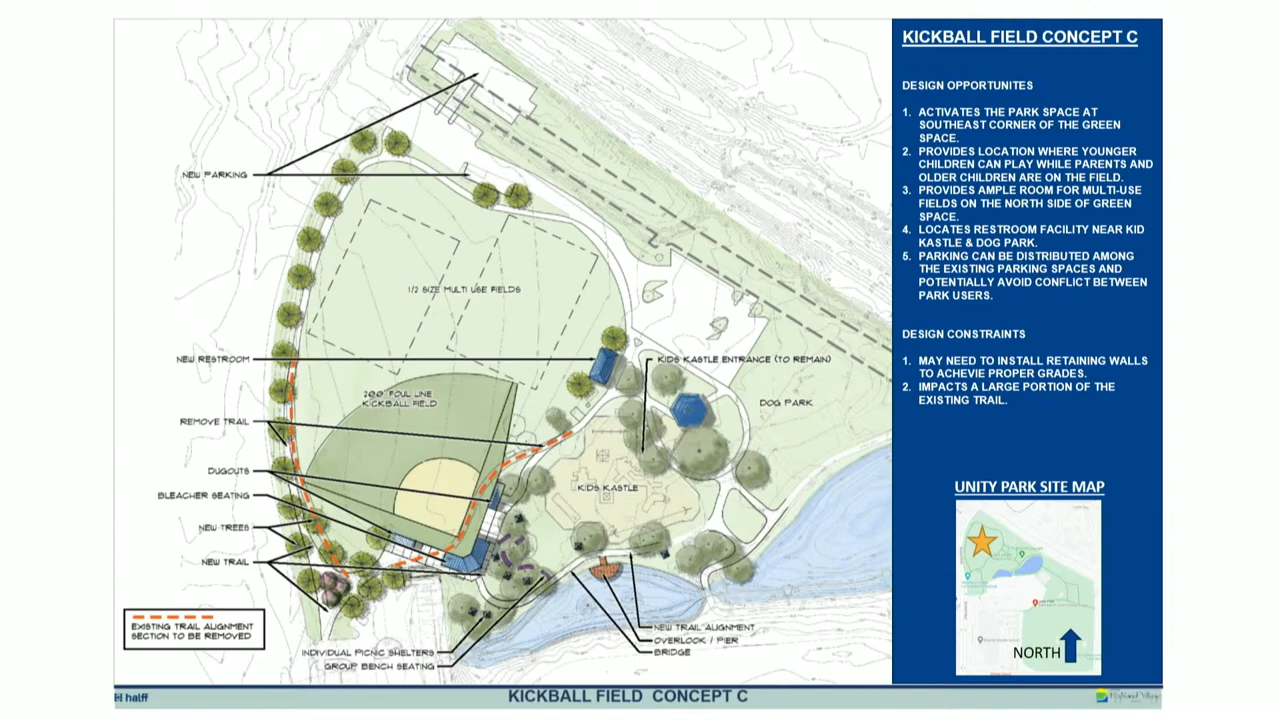 KICKBALL FIELD CONCEPT C
DESIGN OPPORTUNITES
1. ACTIVATES THE PARK SPACE AT
SOUTHEAST CORNER OF THE GREEN
SPACE.
2. PROVIDES LOCATION WHERE YOUNGER
CHILDREN CAN PLAY WHILE PARENTS AND
OLDER CHILDREN ARE ON THE FIELD.
3. PROVIDES AMPLE ROOM FOR MULTI-USE
FIELDS ON THE NORTH SIDE OF GREEN
SPACE.
4. LOCATES RESTROOM FACILITY NEAR KID
KASTLE & DOG PARK.
5. PARKING CAN BE DISTRIBUTED AMONG
THE EXISTING PARKING SPACES AND
POTENTIALLY AVOID CONFLICT BETWEEN
PARK USERS.
DESIGN CONSTRAINTS
1. MAY NEED TO INSTALL RETAINING WALLS
TO ACHEVIE PROPER GRADES.
2. IMPACTS A LARGE PORTION OF THE
EXISTING TRAIL.
UNITY PARK SITE MAP
NORTH
NEW PARKING
1/2 SIZE MULTI USE FIELDS
NEW RESTROOM
KIDS KASTLE ENTRANCE (TO REMAIN)
200' FOUL LINE
KICKBALL FIELD
DOG PARK
REMOVE TRAIL
DUGOUTS
KIDS KASTLE
BLEACHER SEATING
NEW TREES
NEW TRAIL
EXISTING TRAIL ALIGNMENT
SECTION TO BE REMOVED
NEW TRAIL ALIGNMENT
OVERLOOK / PIER
BRIDGE
INDIVIDUAL PICNIC SHELTERS
GROUP BENCH SEATING
halff
KICKBALL FIELD CONCEPT C